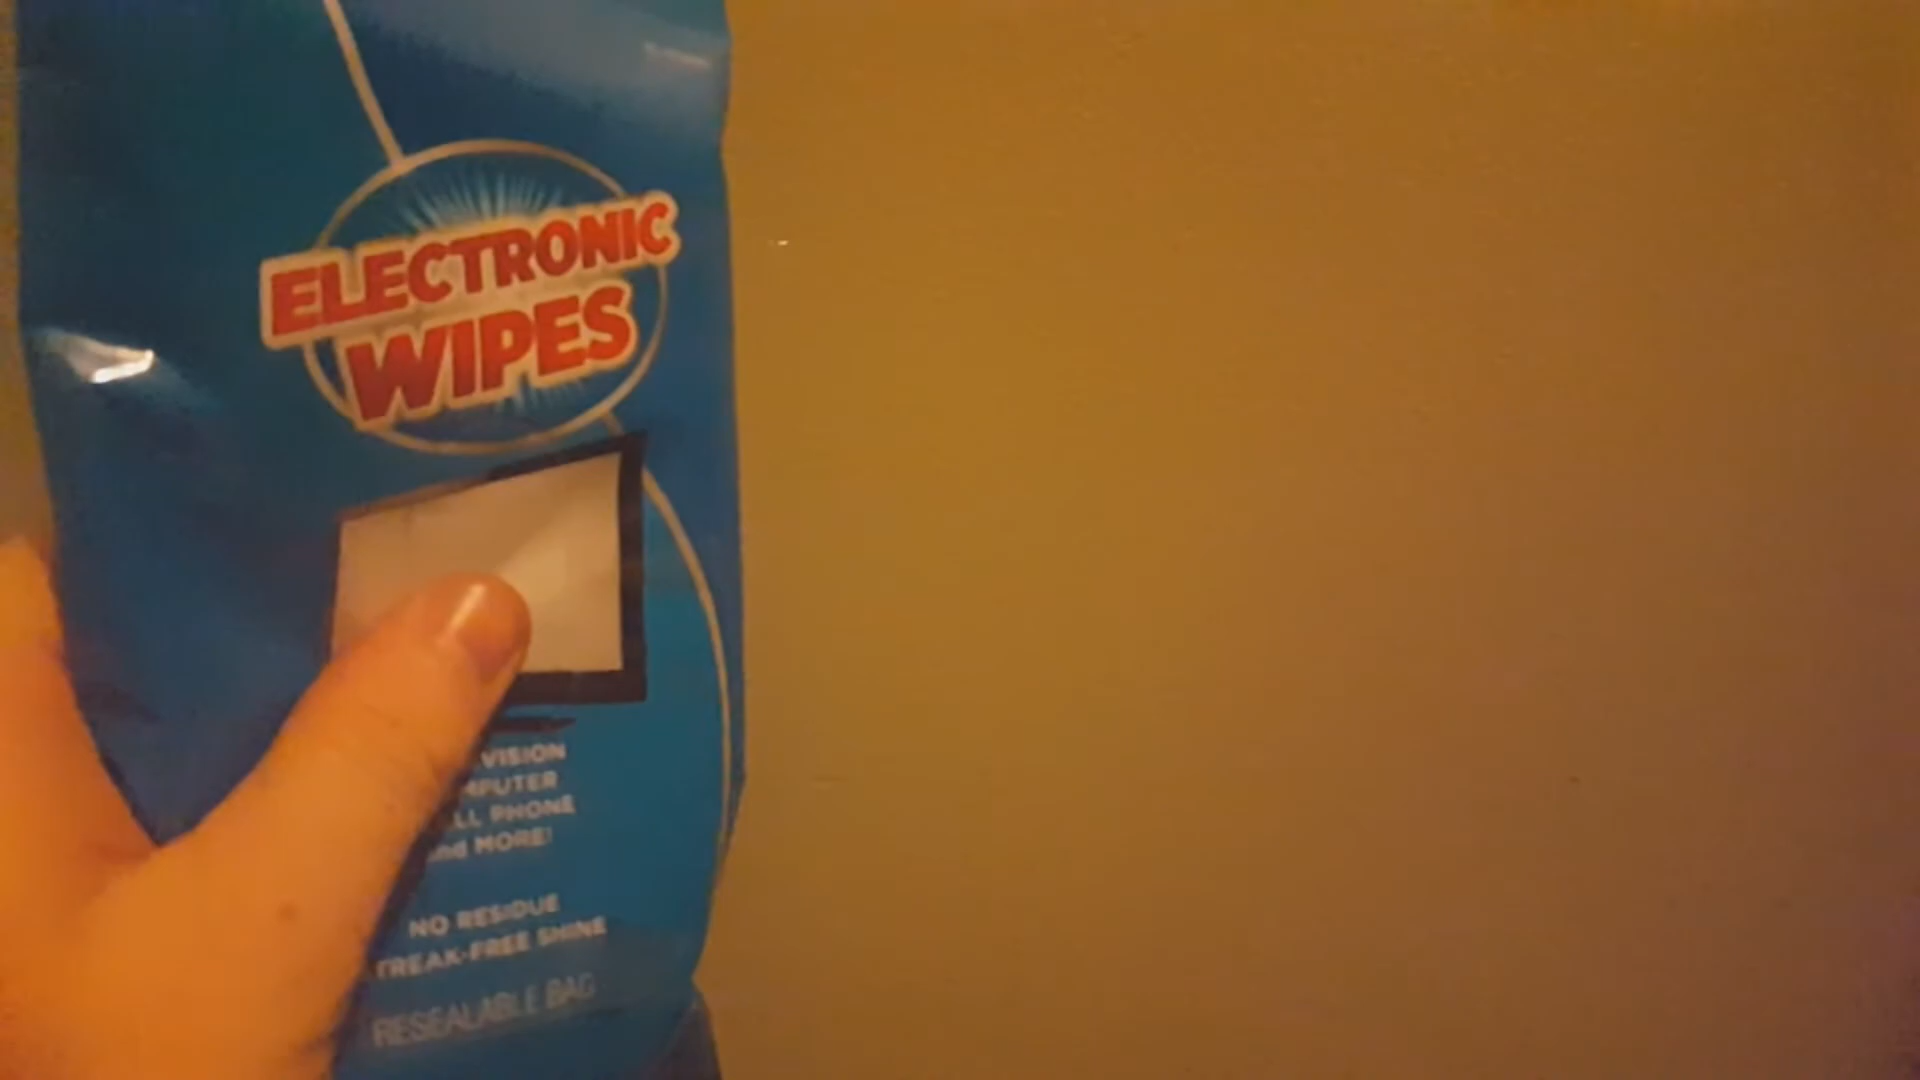 ELECTRONIC
WIPES
VISION
MPUTER
LL PHONE
and MORE!
NO RESIDUE
TREAK-FREE SHINE
RESEALABLE BAG